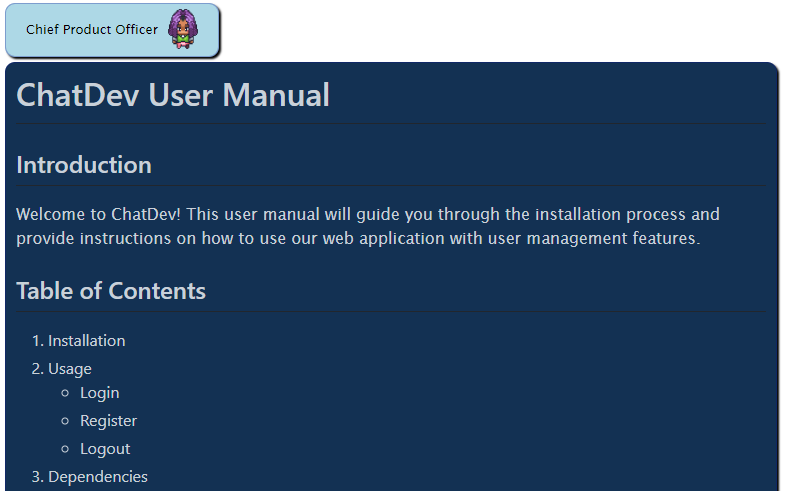 Chief Product Officer
ChatDev User Manual
Introduction
Welcome to ChatDev! This user manual will guide you through the installation process and
provide instructions on how to use our web application with user management features.
Table of Contents
1. Installation
2. Usage
◦ Login
◦ Register
◦ Logout
3. Dependencies